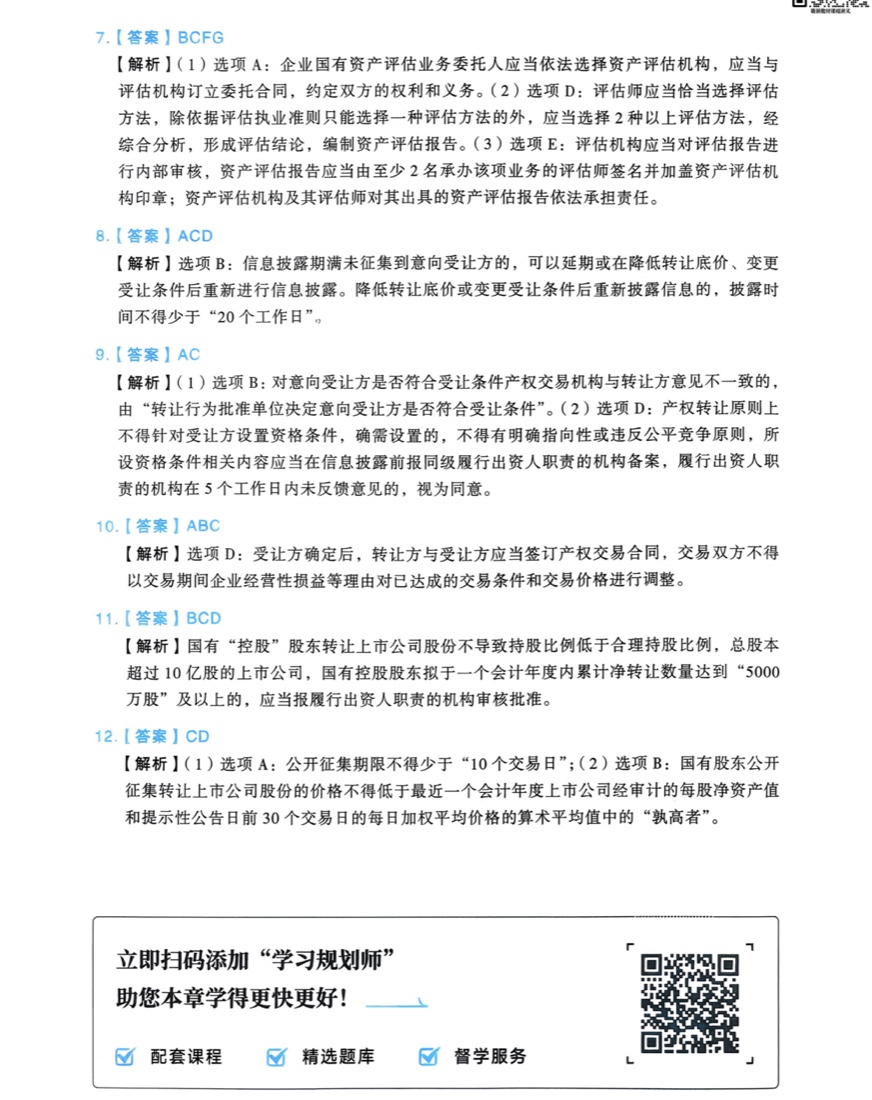 7.【答案】BCFG
【解析】(1)选项 A：企业国有资产评估业务委托人应当依法选择资产评估机构，应当与
评估机构订立委托合同，约定双方的权利和义务。(2)选项 D：评估师应当恰当选择评估
方法，除依据评估执业准则只能选择一种评估方法的外，应当选择 2 种以上评估方法，经
综合分析，形成评估结论，编制资产评估报告。(3)选项 E：评估机构应当对评估报告进
行内部审核，资产评估报告应当由至少 2 名承办该项业务的评估师签名并加盖资产评估机
构印章；资产评估机构及其评估师对其出具的资产评估报告依法承担责任。
8.【答案】ACD
【解析】选项 B：信息披露期满未征集到意向受让方的，可以延期或在降低转让底价、变更
受让条件后重新进行信息披露。降低转让底价或变更受让条件后重新披露信息的，披露时
间不得少于“20 个工作日”。
9.【答案】AC
【解析】(1)选项 B：对意向受让方是否符合受让条件产权交易机构与转让方意见不一致的，
由“转让行为批准单位决定意向受让方是否符合受让条件”。(2)选项 D：产权转让原则上
不得针对受让方设置资格条件，确需设置的，不得有明确指向性或违反公平竞争原则，所
设资格条件相关内容应当在信息披露前报同级履行出资人职责的机构备案，履行出资人职
责的机构在 5 个工作日内未反馈意见的，视为同意。
10.【答案】ABC
【解析】选项 D：受让方确定后，转让方与受让方应当签订产权交易合同，交易双方不得
以交易期间企业经营性损益等理由对已达成的交易条件和交易价格进行调整。
11.【答案】BCD
【解析】国有“控股”股东转让上市公司股份不导致持股比例低于合理持股比例，总股本
超过 10 亿股的上市公司，国有控股股东拟于一个会计年度内累计净转让数量达到“5000
万股”及以上的，应当报履行出资人职责的机构审核批准。
12.【答案】CD
【解析】(1)选项 A：公开征集期限不得少于“10 个交易日”；(2)选项 B：国有股东公开
征集转让上市公司股份的价格不得低于最近一个会计年度上市公司经审计的每股净资产值
和提示性公告日前 30 个交易日的每日加权平均价格的算术平均值中的“孰高者”。
立即扫码添加“学习规划师”
助您本章学得更快更好！
配套课程 精选题库 督学服务